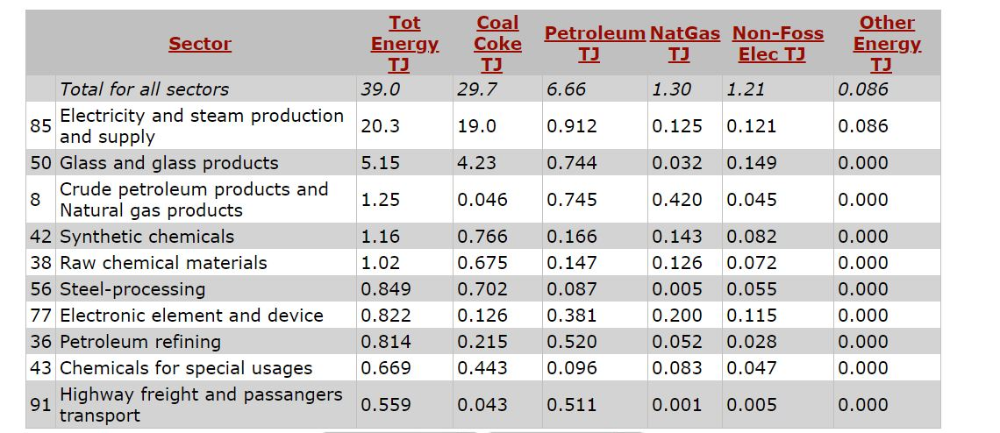 Sector Tot Energy TJ Coal Coke TJ Petroleum TJ NatGas TJ Non-Foss Elec TJ Other Energy TJ
Total for all sectors 39.0 29.7 6.66 1.30 1.21 0.086
85 Electricity and steam production and supply 20.3 19.0 0.912 0.125 0.121 0.086
50 Glass and glass products 5.15 4.23 0.744 0.032 0.149 0.000
8 Crude petroleum products and Natural gas products 1.25 0.046 0.745 0.420 0.045 0.000
42 Synthetic chemicals 1.16 0.766 0.166 0.143 0.082 0.000
38 Raw chemical materials 1.02 0.675 0.147 0.126 0.072 0.000
56 Steel-processing 0.849 0.702 0.087 0.005 0.055 0.000
77 Electronic element and device 0.822 0.126 0.381 0.200 0.115 0.000
36 Petroleum refining 0.814 0.215 0.520 0.052 0.028 0.000
43 Chemicals for special usages 0.669 0.443 0.096 0.083 0.047 0.000
91 Highway freight and passangers transport 0.559 0.043 0.511 0.001 0.005 0.000